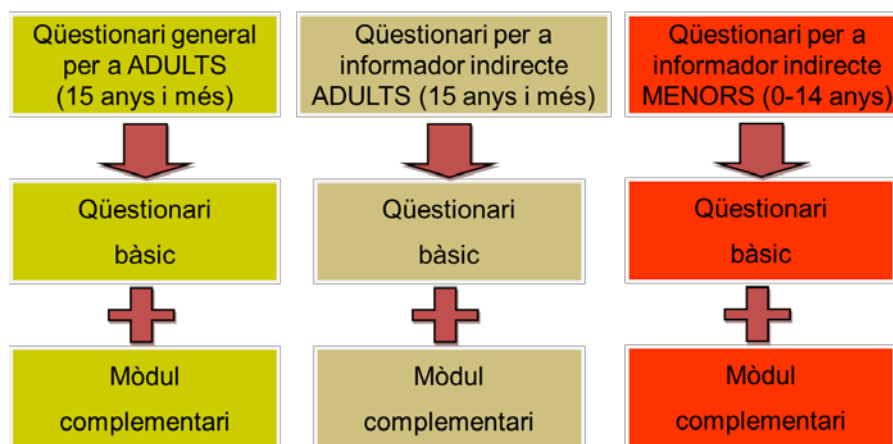 Qüestionari general
per a ADULTS
(15 anys i més)
Qüestionari per a
informador indirecte
ADULTS (15 anys i més)
Qüestionari per a
informador indirecte
MENORS (0-14 anys)
Qüestionari
bàsic
Qüestionari
bàsic
Qüestionari
bàsic
Mòdul
complementari
Mòdul
complementari
Mòdul
complementari